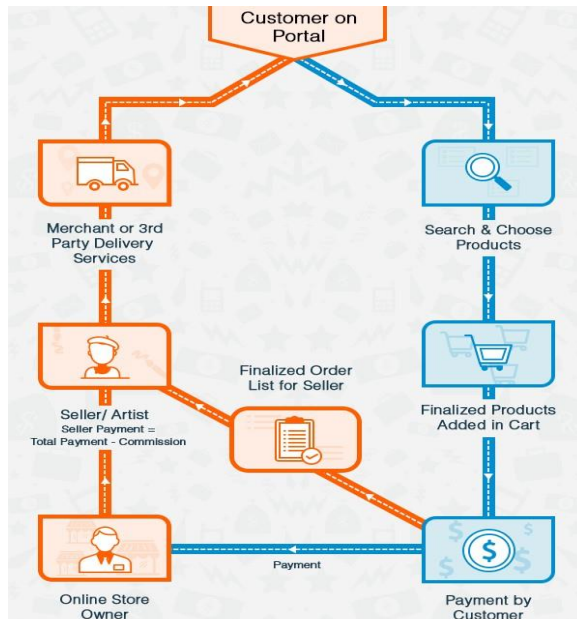 Customer on
Portal
Merchant or 3rd
Party Delivery
Services
Search & Choose
Products
Finalized Order
List for Seller
Seller/ Artist
Seller Payment =
Total Payment - Commission
Finalized Products
Added in Cart
$
$
$
$
$
Payment
Online Store
Owner
Payment by
Customer